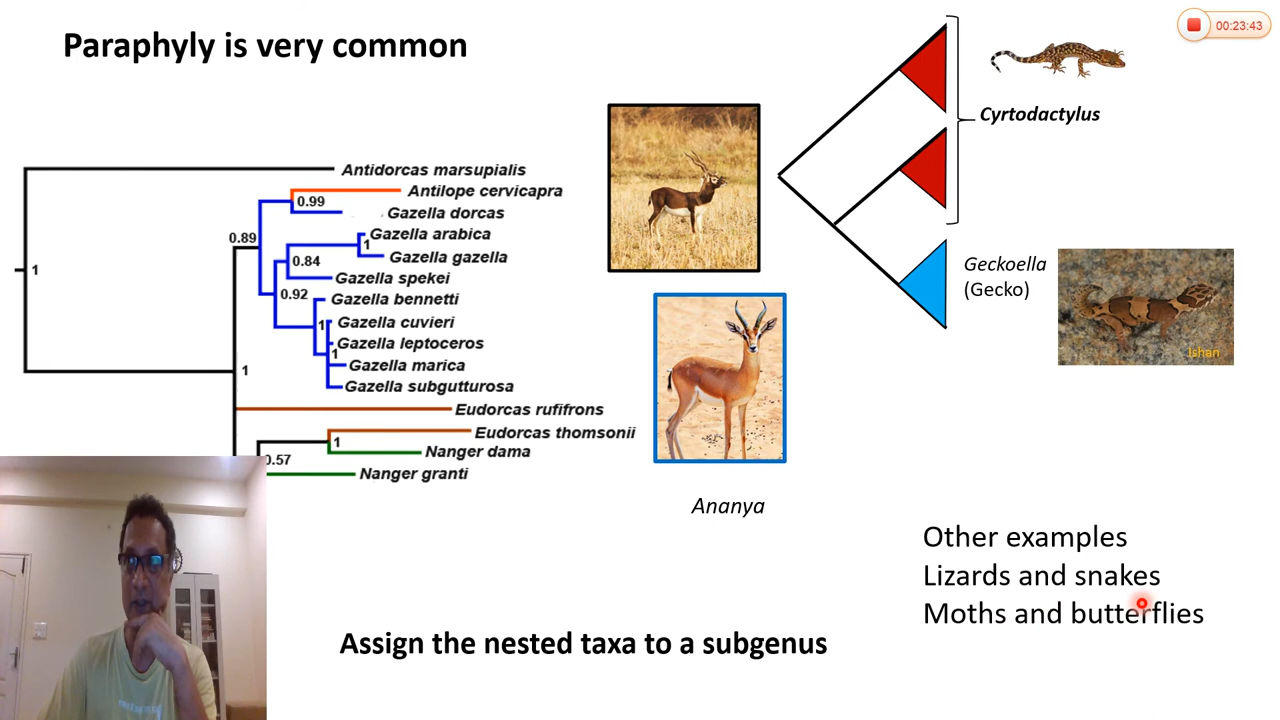 Paraphyly is very common
00:23:43
Cyrtodactylus
Antidorcas marsupialis
Antilope cervicapra
0.99
Gazella dorcas
0.89
Gazella arabica
1
Gazella gazella
0.84
1
Gazella spekei
0.92
Gazella bennetti
1
Gazella cuvieri
Gazella leptoceros
1
Gazella marica
1
Gazella subgutturosa
Eudorcas rufifrons
Eudorcas thomsonii
1
Nanger dama
0.57
Nanger granti
Geckoella
(Gecko)
Ishan
Ananya
Other examples
Lizards and snakes
Moths and butterflies
Assign the nested taxa to a subgenus